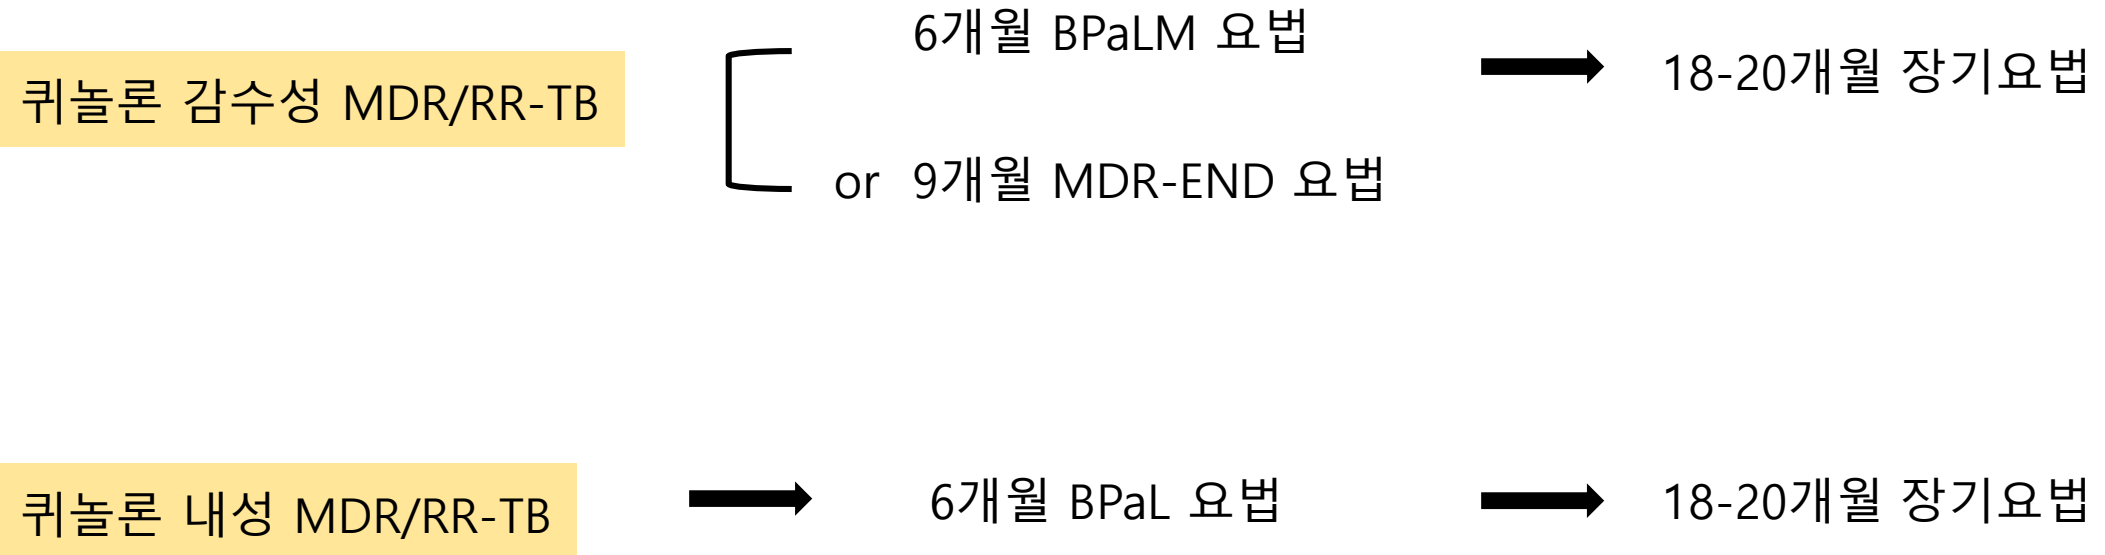 퀴놀론 감수성 MDR/RR-TB
6개월 BPaLM 요법
or 9개월 MDR-END 요법
18-20개월 장기요법
퀴놀론 내성 MDR/RR-TB
6개월 BPaL 요법
18-20개월 장기요법